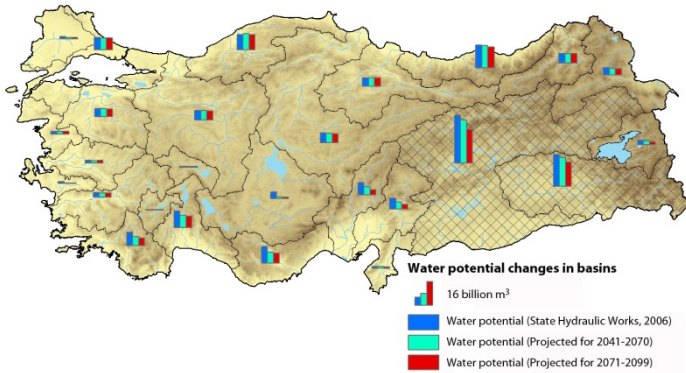 Water potential changes in basins
16 billion m³
Water potential (State Hydraulic Works, 2006)
Water potential (Projected for 2041-2070)
Water potential (Projected for 2071-2099)